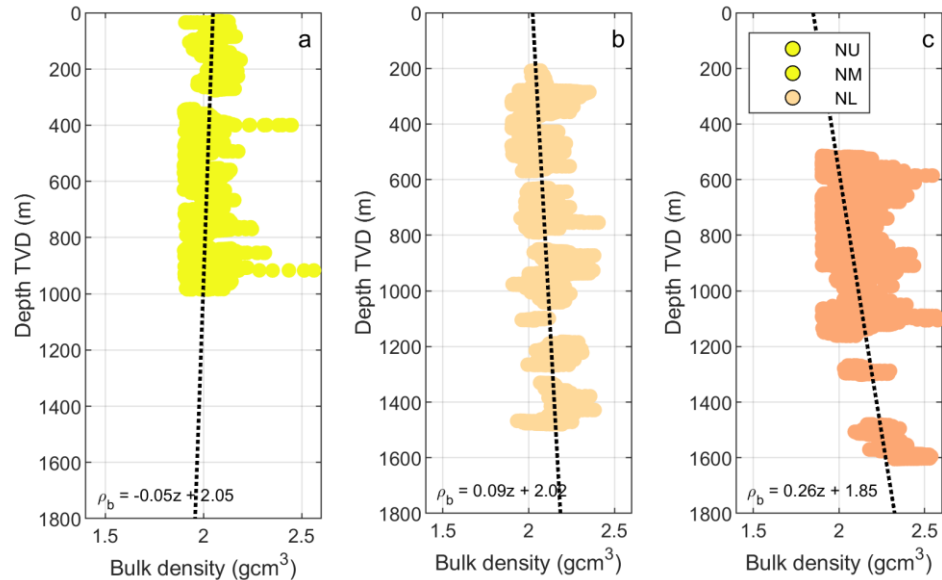 a
0
200
400
600
800
1000
1200
1400
1600
1800
Depth TVD (m)
ρb = -0.05z + 2.05
1.5 2 2.5
Bulk density (gcm³)
b
0
200
400
600
800
1000
1200
1400
1600
1800
Depth TVD (m)
ρb = 0.09z + 2.02
1.5 2 2.5
Bulk density (gcm³)
c
NU
NM
NL
0
200
400
600
800
1000
1200
1400
1600
1800
Depth TVD (m)
ρb = 0.26z + 1.85
1.5 2 2.5
Bulk density (gcm³)